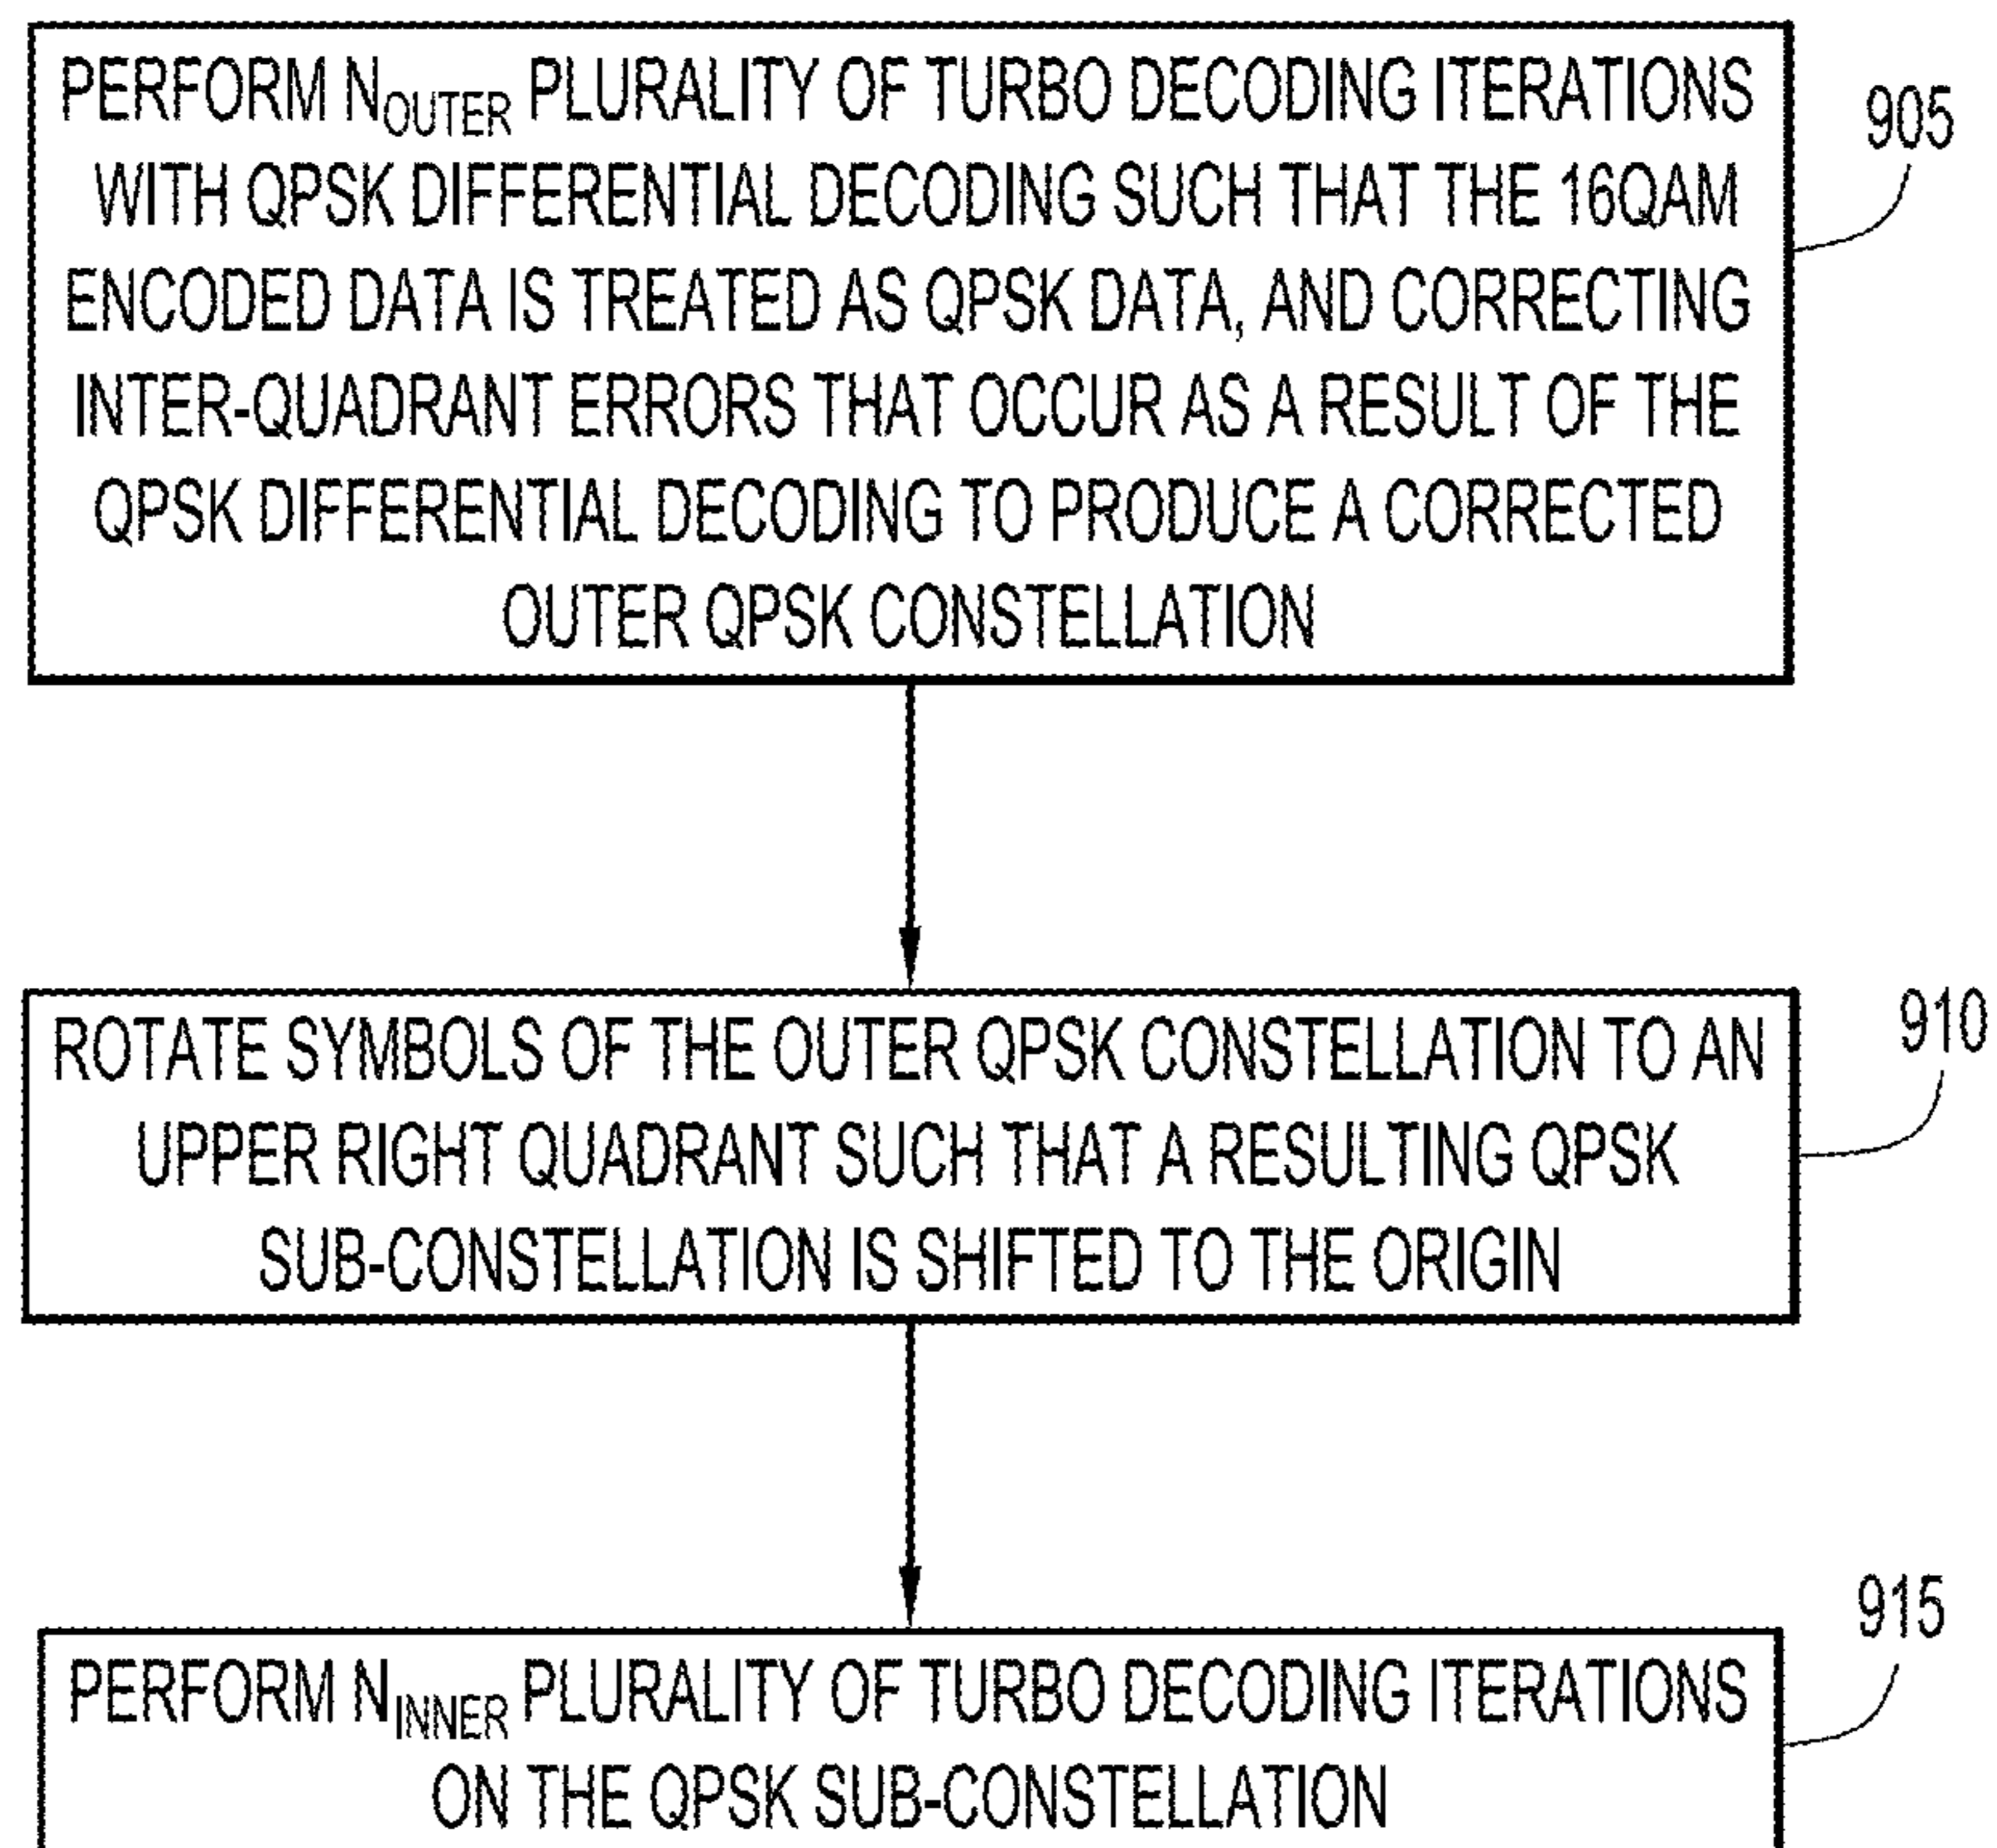 PERFORM NOUTER PLURALITY OF TURBO DECODING ITERATIONS
WITH QPSK DIFFERENTIAL DECODING SUCH THAT THE 16QAM
ENCODED DATA IS TREATED AS QPSK DATA, AND CORRECTING
INTER-QUADRANT ERRORS THAT OCCUR AS A RESULT OF THE
QPSK DIFFERENTIAL DECODING TO PRODUCE A CORRECTED
OUTER QPSK CONSTELLATION
905
ROTATE SYMBOLS OF THE OUTER QPSK CONSTELLATION TO AN
UPPER RIGHT QUADRANT SUCH THAT A RESULTING QPSK
SUB-CONSTELLATION IS SHIFTED TO THE ORIGIN
910
PERFORM NINNER PLURALITY OF TURBO DECODING ITERATIONS
ON THE QPSK SUB-CONSTELLATION
915